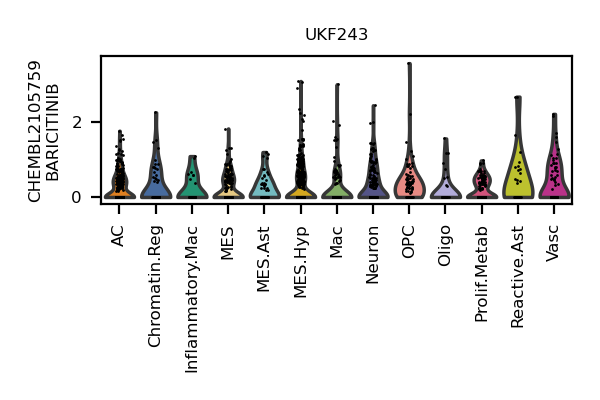 UKF243
CHEMBL2105759
BARICITINIB
2
0
AC
Chromatin.Reg
Inflammatory.Mac
MES
MES.Ast
MES.Hyp
Mac
Neuron
OPC
Oligo
Prolif.Metab
Reactive.Ast
Vasc